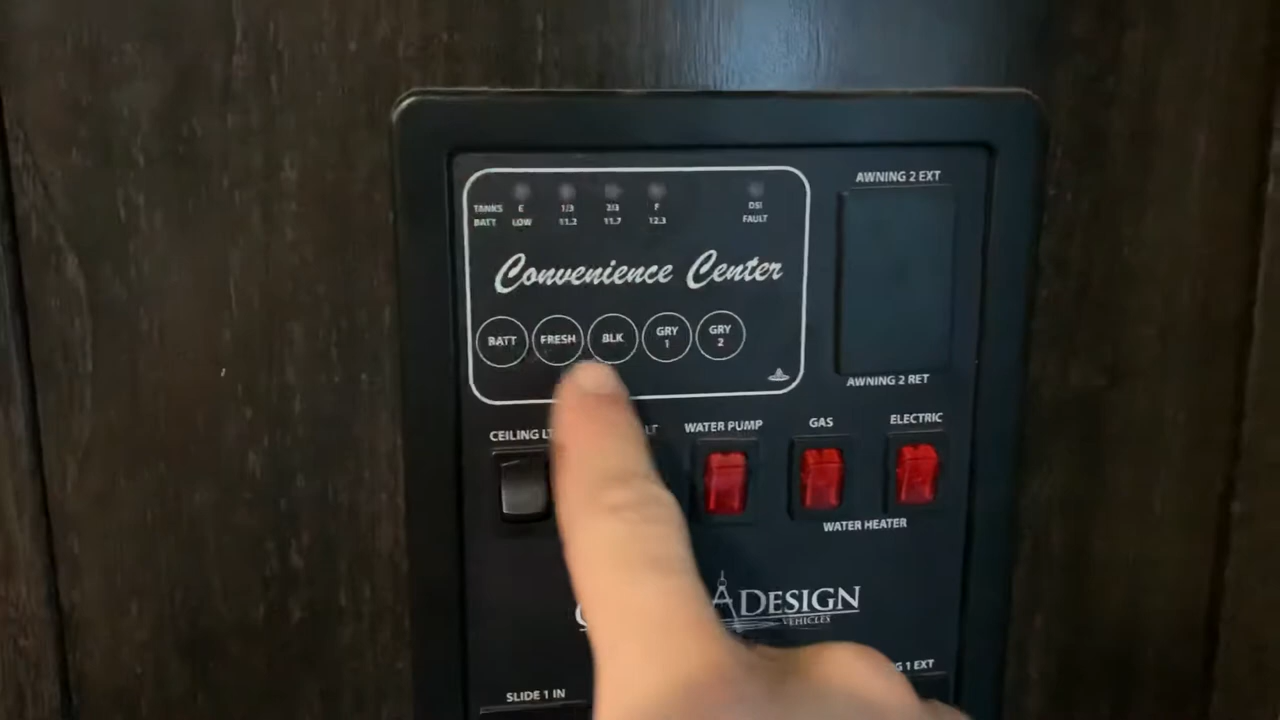 AWNING 2 EXT
TANKS E 1/3 2/3 F DSI
BATT LOW 11.2 11.7 12.3 FAULT
Convenience Center
BATT FRESH BLK GRY 1 GRY 2
AWNING 2 RET
CEILING LT WATER PUMP GAS ELECTRIC
WATER HEATER
DESIGN
VEHICLES
1 EXT
SLIDE 1 IN